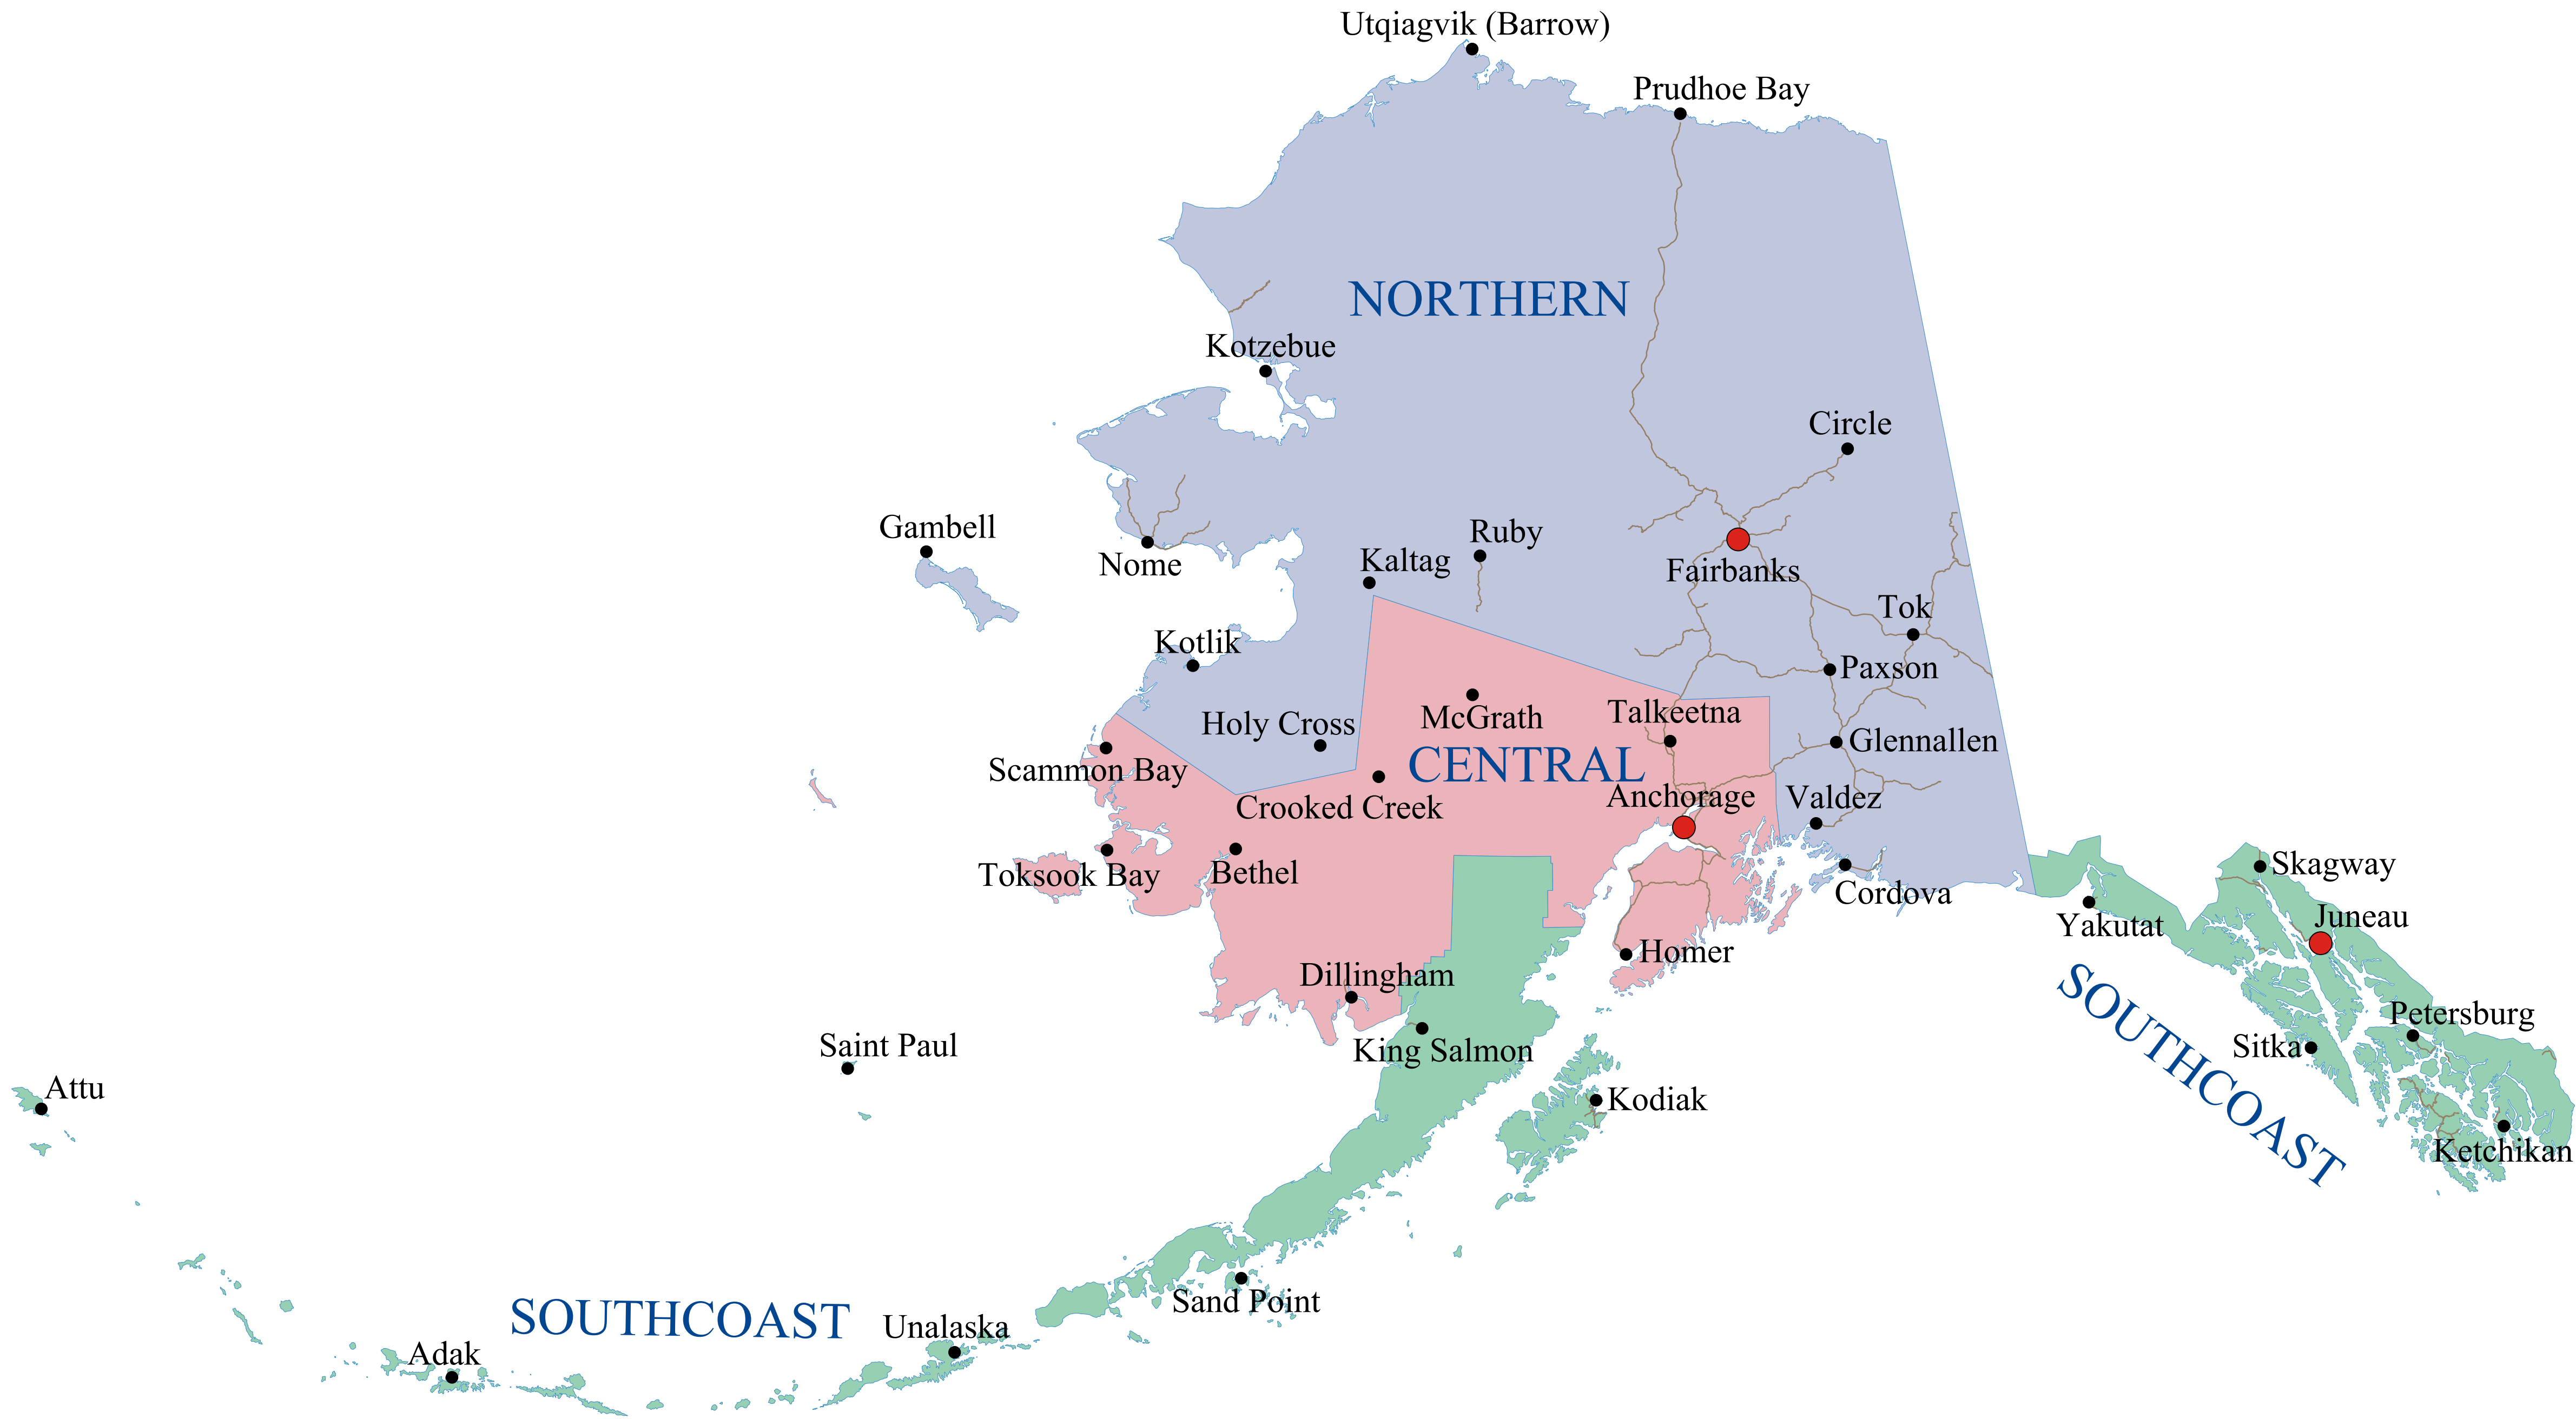 Utqiagvik (Barrow)
Prudhoe Bay
NORTHERN
Kotzebue
Circle
Gambell
Nome
Ruby
Kaltag
Fairbanks
Tok
Kotlik
Paxson
Holy Cross
McGrath
Talkeetna
Glennallen
Scammon Bay
CENTRAL
Crooked Creek
Anchorage
Valdez
Toksook Bay
Bethel
Cordova
Skagway
Yakutat
Juneau
Homer
Dillingham
King Salmon
SOUTHCOAST
Petersburg
Sitka
Saint Paul
Attu
Kodiak
Ketchikan
Sand Point
SOUTHCOAST
Unalaska
Adak